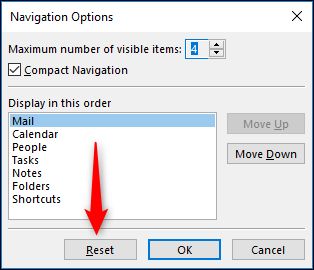 Navigation Options
Maximum number of visible items: 4
Compact Navigation
Display in this order
Mail
Calendar
People
Tasks
Notes
Folders
Shortcuts
Move Up
Move Down
Reset OK Cancel